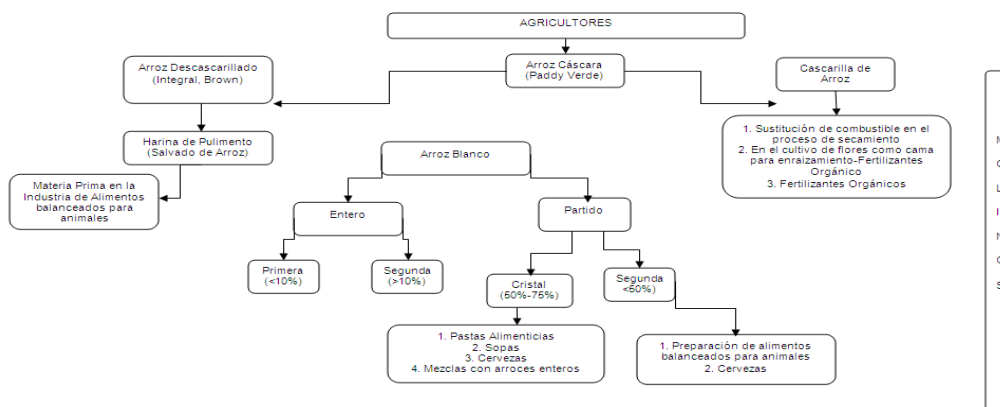 AGRICULTORES
Arroz Descascarillado
(Integral, Brown)
Arroz Cáscara
(Paddy Verde)
Cascarilla de
Arroz
Harina de Pulimento
(Salvado de Arroz)
1. Sustitución de combustible en el
proceso de secamiento
2. En el cultivo de flores como cama
para enraizamiento-Fertilizantes
Orgánico
3. Fertilizantes Orgánicos
Arroz Blanco
Materia Prima en la
Industria de Alimentos
balanceados para
animales
Entero
Partido
Primera
(<10%)
Segunda
(>10%)
Cristal
(50%-75%)
Segunda
<50%)
1. Pastas Alimenticias
2. Sopas
3. Cervezas
4. Mezclas con arroces enteros
1. Preparación de alimentos
balanceados para animales
2. Cervezas